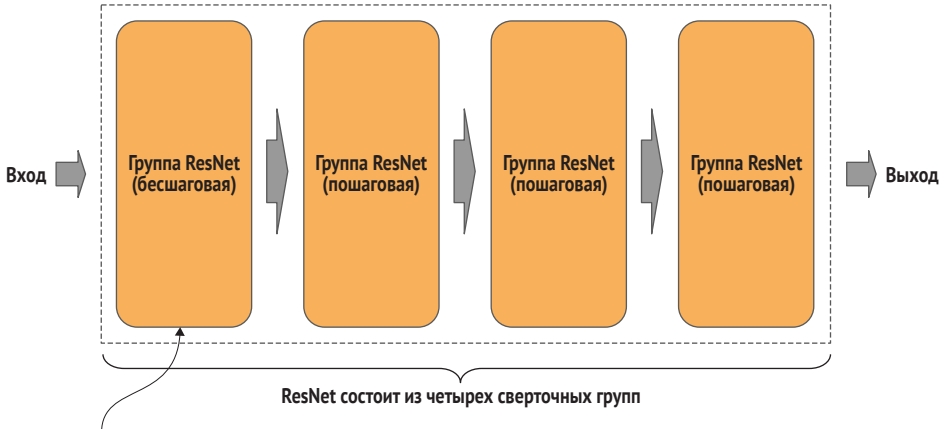 Вход
Группа ResNet
(бесшаговая)
Группа ResNet
(пошаговая)
Группа ResNet
(пошаговая)
Группа ResNet
(пошаговая)
Выход
ResNet состоит из четырех сверточных групп